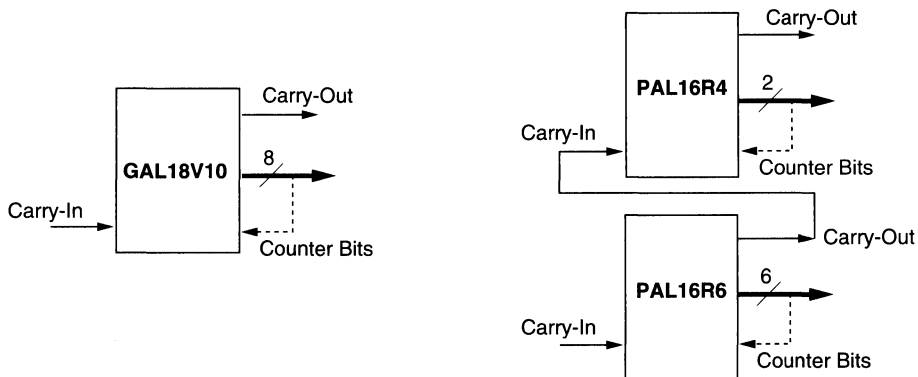 Carry-Out
GAL18V10
8
Carry-In
Counter Bits
Carry-Out
PAL16R4
2
Carry-In
Counter Bits
Carry-Out
PAL16R6
6
Carry-In
Counter Bits